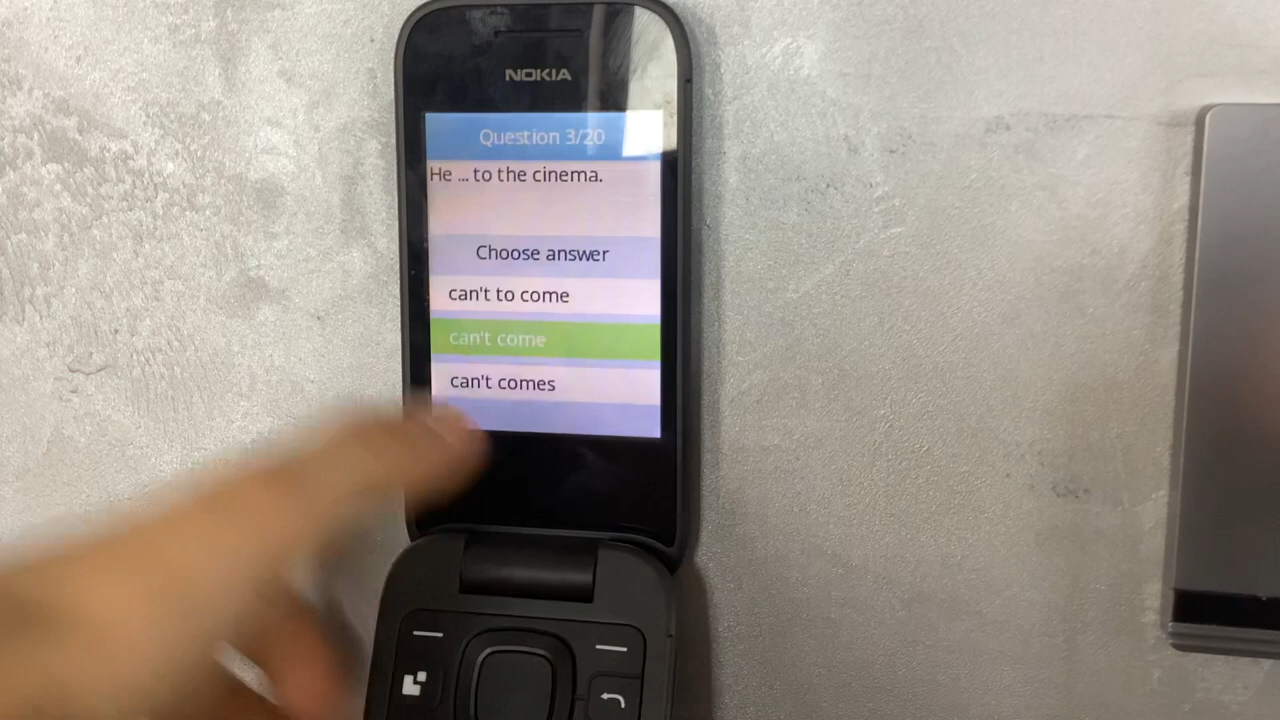 NOKIA
Question 3/20
He ... to the cinema.
Choose answer
can't to come
can't come
can't comes